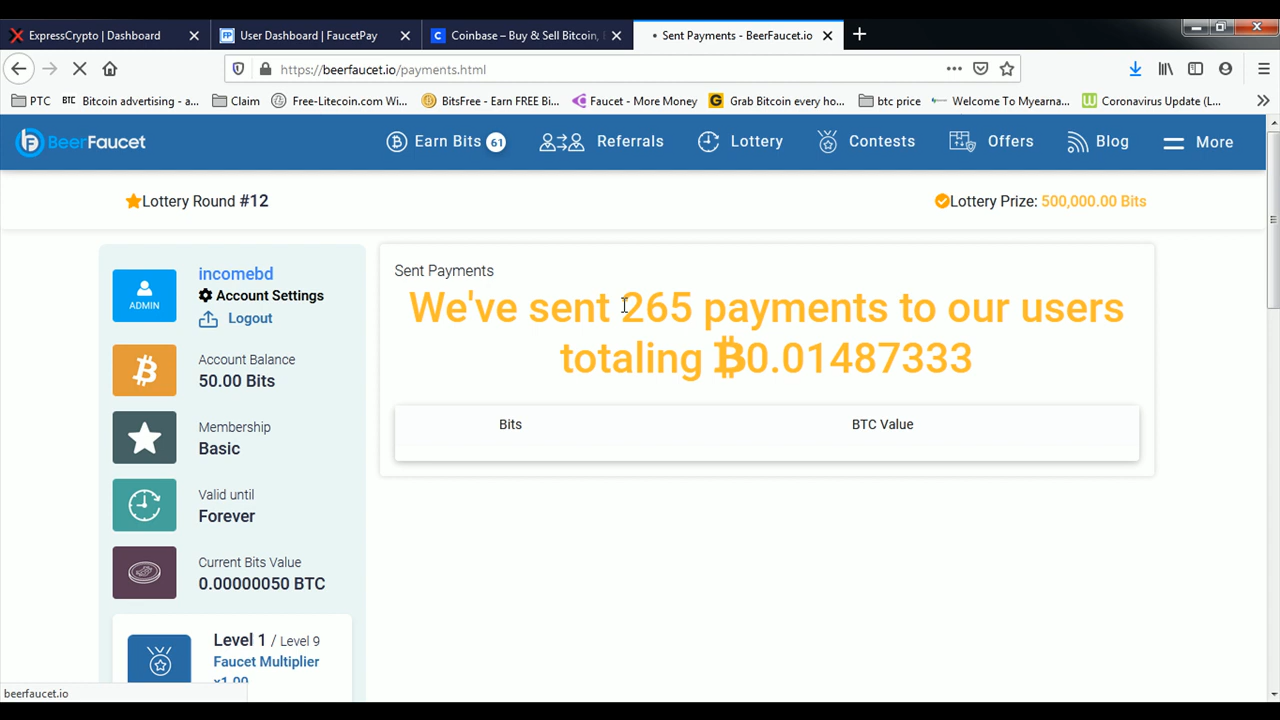 ExpressCrypto | Dashboard
User Dashboard | FaucetPay
Coinbase – Buy & Sell Bitcoin,
Sent Payments - BeerFaucet.io
https://beerfaucet.io/payments.html
PTC
BTC Bitcoin advertising - a...
Claim
Free-Litecoin.com Wi...
BitsFree - Earn FREE Bi...
Faucet - More Money
G Grab Bitcoin every ho...
btc price
Welcome To Myearna...
Coronavirus Update (L...
BeerFaucet
Earn Bits 61
Referrals
Lottery
Contests
Offers
Blog
More
Lottery Round #12
Lottery Prize: 500,000.00 Bits
ADMIN
incomebd
Account Settings
Logout
Account Balance
50.00 Bits
Membership
Basic
Valid until
Forever
Current Bits Value
0.00000050 BTC
Level 1 / Level 9
Faucet Multiplier
x1.00
Sent Payments
We've sent 265 payments to our users
totaling ₿0.01487333
Bits
BTC Value
beerfaucet.io